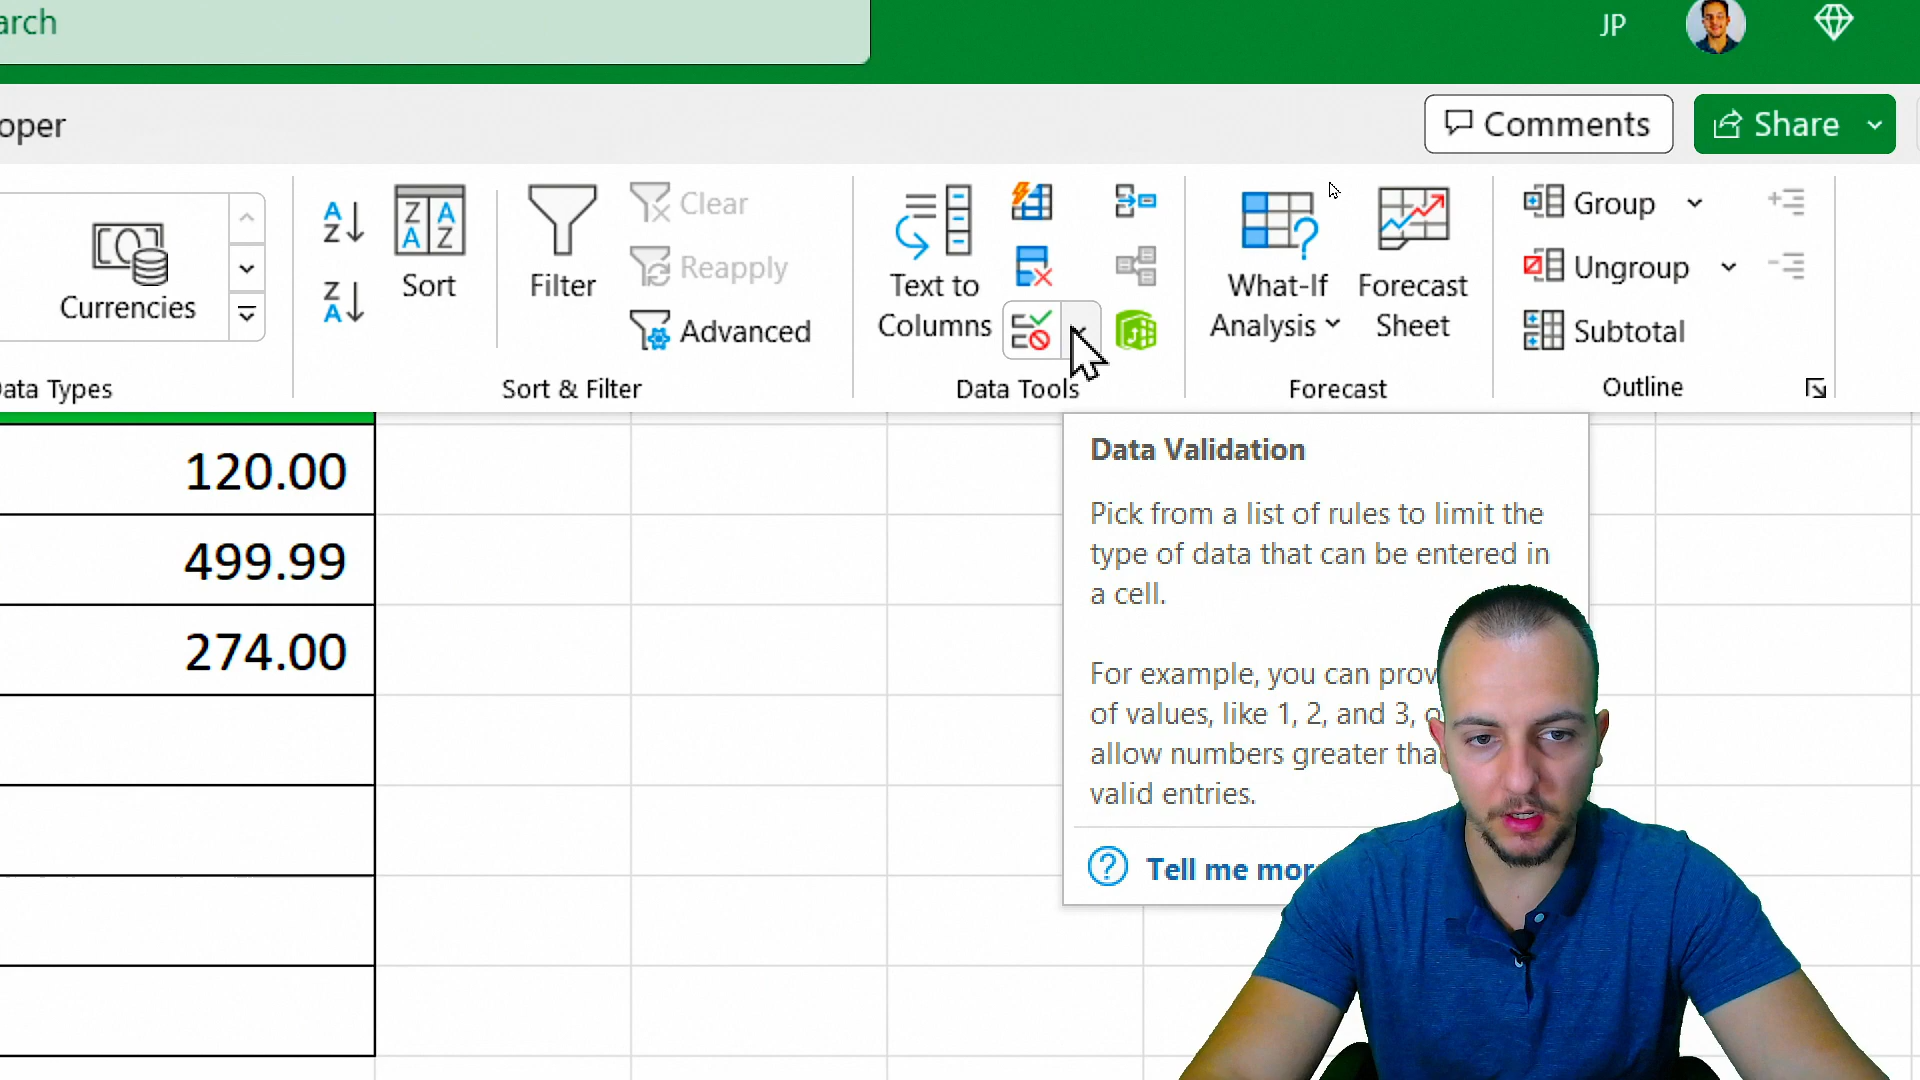 arch
JP
oper
Comments
Share
Currencies
Data Types
A
Z
Z
A
Z A
A Z
Sort
Filter
Clear
Reapply
Advanced
Sort & Filter
Text to
Columns
Data Tools
What-If
Analysis
Forecast
Sheet
Forecast
Group
Ungroup
Subtotal
Outline
120.00
499.99
274.00
Data Validation
Pick from a list of rules to limit the
type of data that can be entered in
a cell.
For example, you can prov
of values, like 1, 2, and 3, o
allow numbers greater tha
valid entries.
? Tell me mor